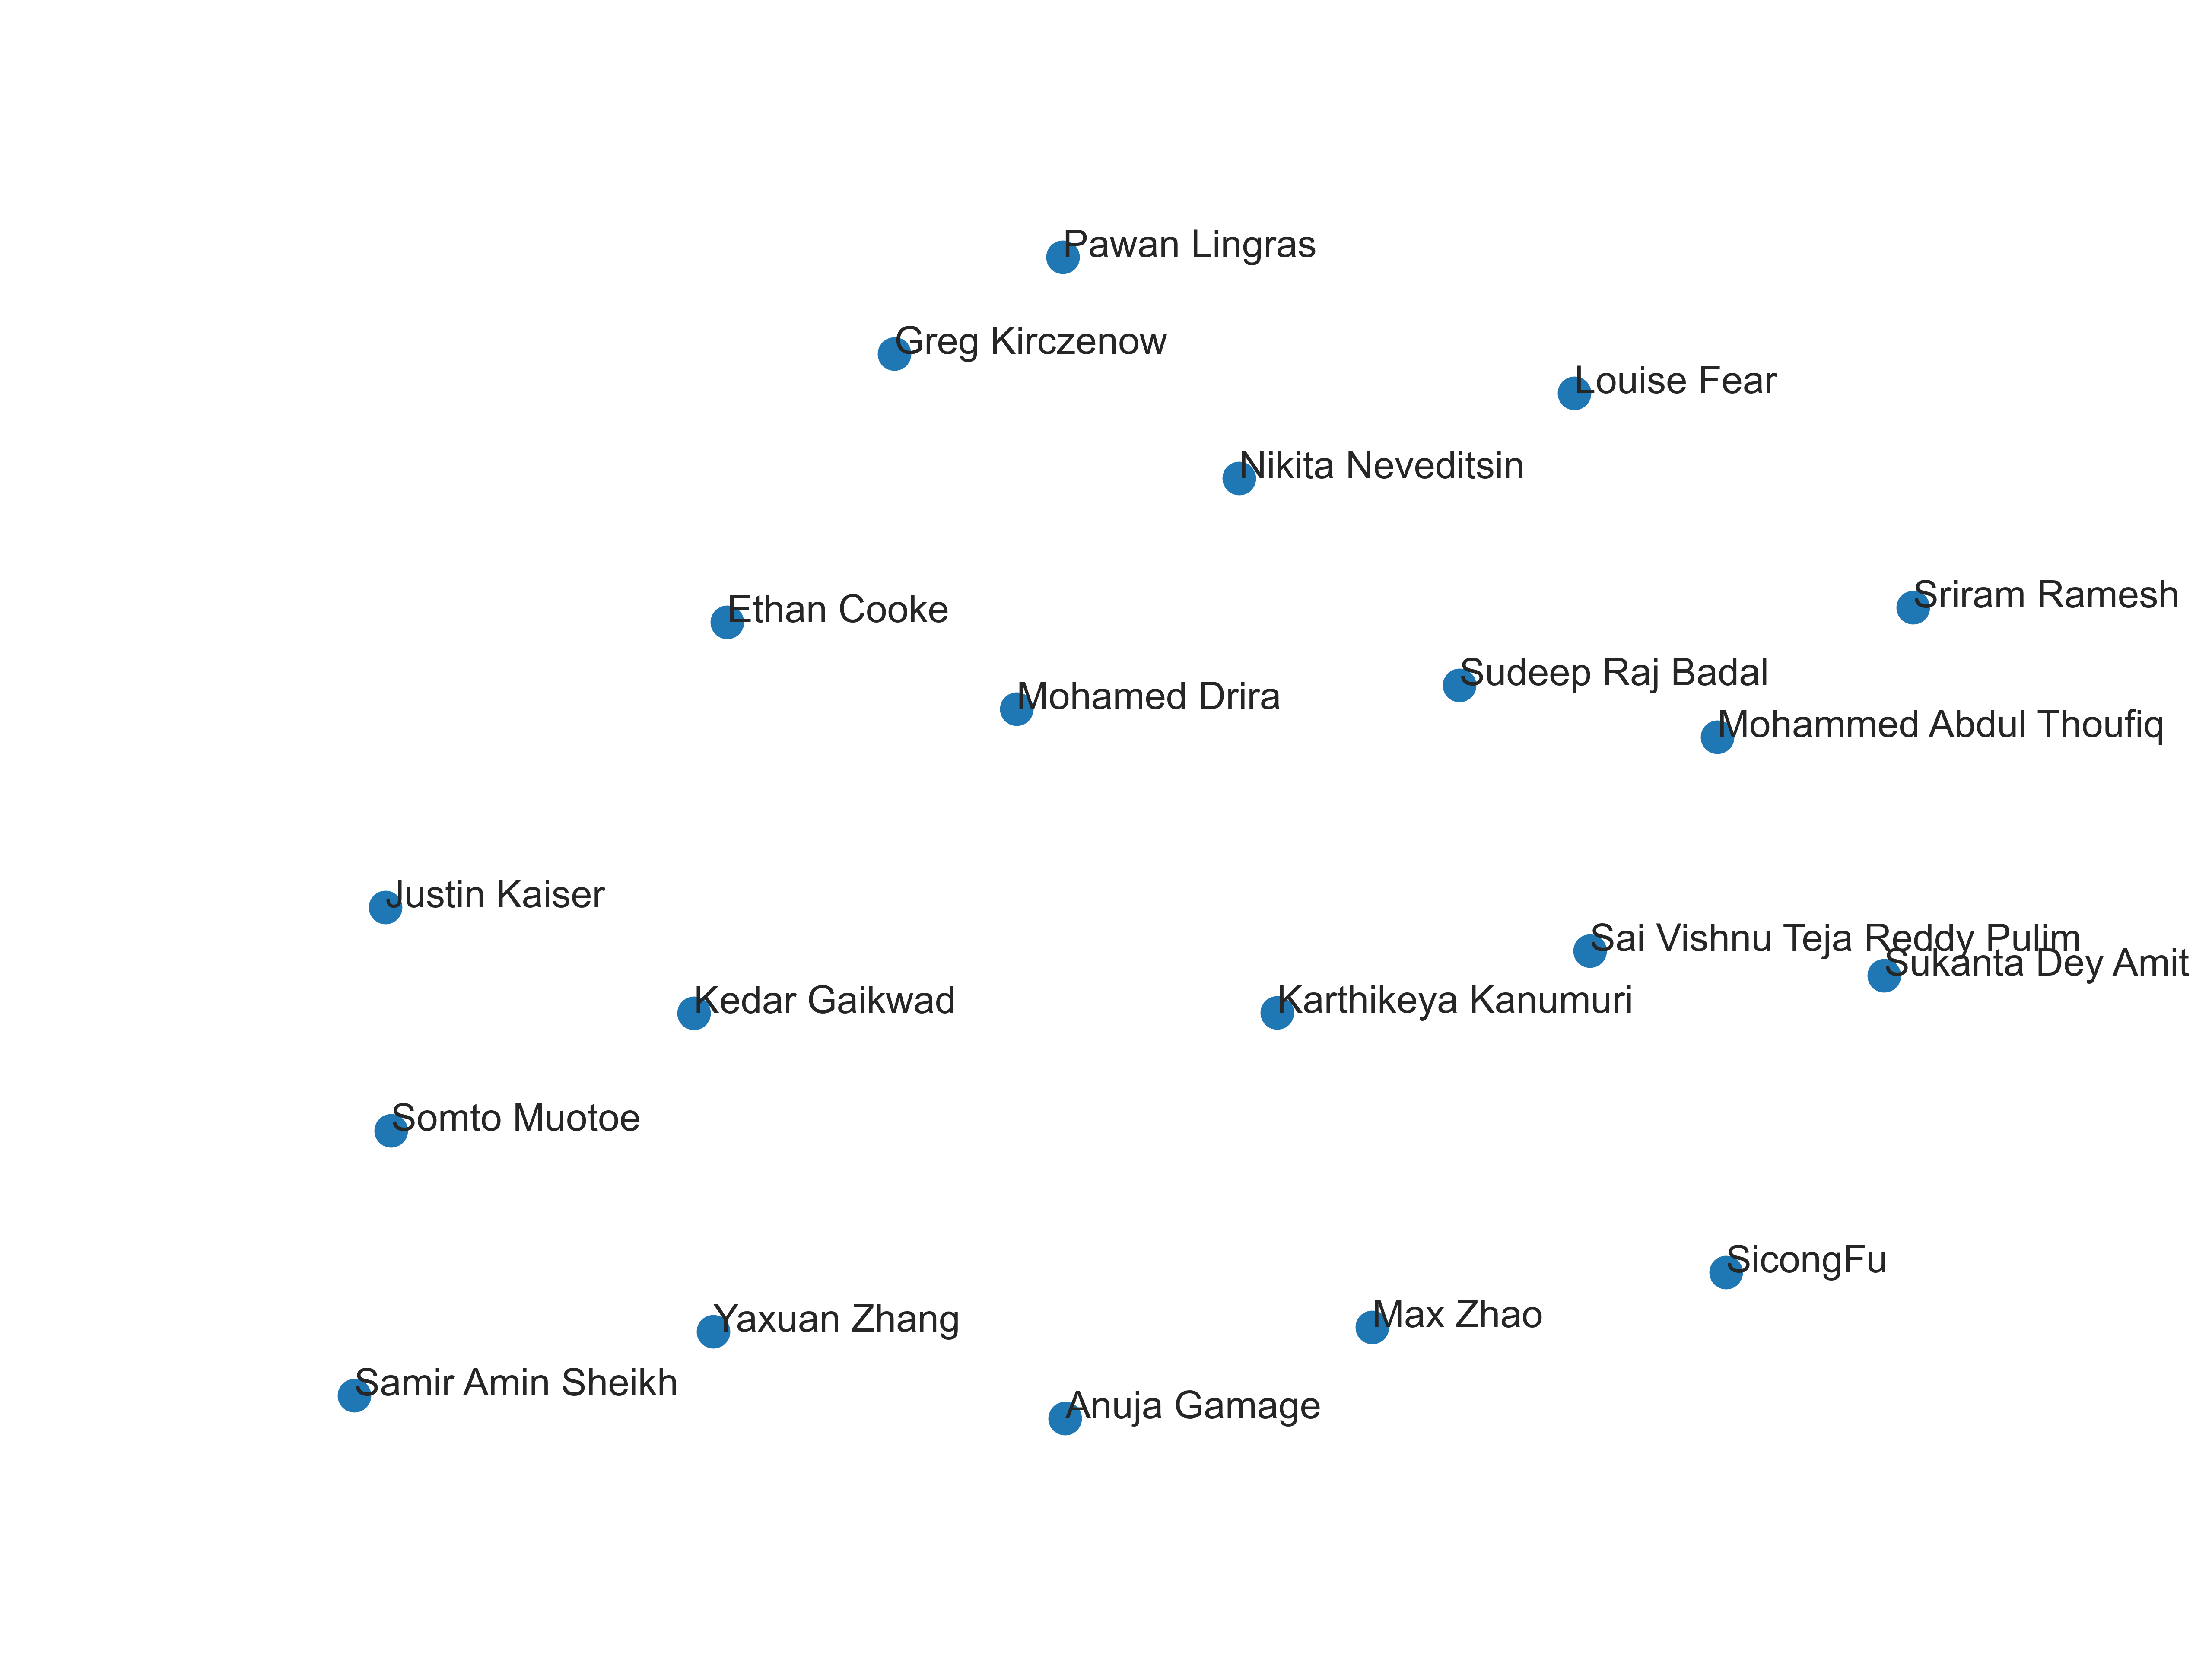 Pawan Lingras
Greg Kirczenow
Louise Fear
Nikita Neveditsin
Sriram Ramesh
Ethan Cooke
Sudeep Raj Badal
Mohamed Drira
Mohammed Abdul Thoufiq
Justin Kaiser
Sai Vishnu Teja Reddy Pulim
Sukanta Dey Amit
Kedar Gaikwad
Karthikeya Kanumuri
Somto Muotoe
SicongFu
Max Zhao
Yaxuan Zhang
Samir Amin Sheikh
Anuja Gamage